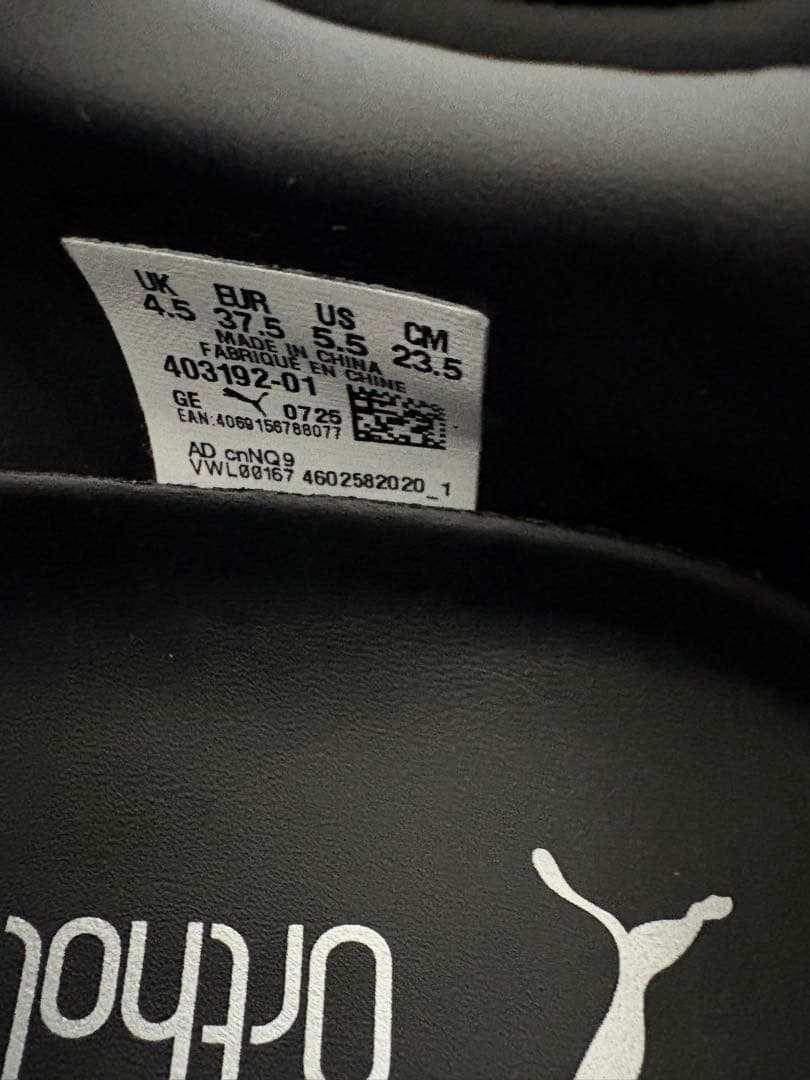 UK EUR US CM
4.5 37.5 5.5 23.5
MADE IN CHINA
FABRIQUE EN CHINE
403192-01
GE 0725
EAN:4069156788077
AD cnNQ9
VWL00167 4602582020_1
orthol